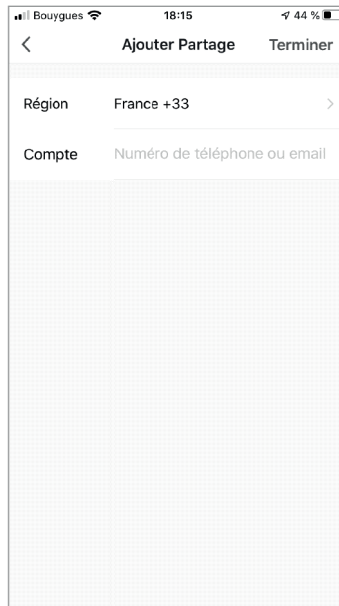 Bouygues 18:15 44 %
Ajouter Partage Terminer
Région France +33
Compte Numéro de téléphone ou email